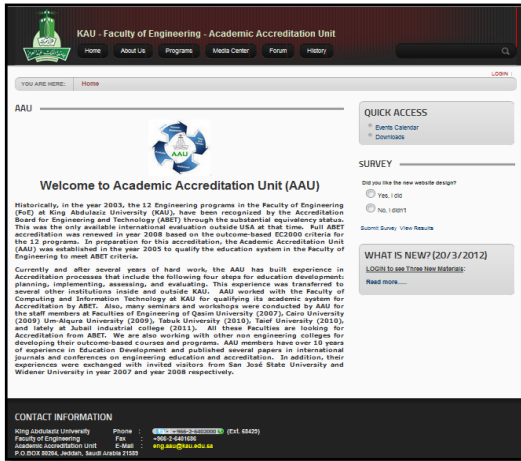 KAU - Faculty of Engineering - Academic Accreditation Unit
Home About Us Programs Media Center Forum History
LOGIN
YOU ARE HERE: Home
AAU
AAU
Welcome to Academic Accreditation Unit (AAU)
Historically, in the year 2003, the 12 Engineering programs in the Faculty of Engineering
(FoE) at King Abdulaziz University (KAU), have been recognized by the Accreditation
Board for Engineering and Technology (ABET) through the substantial equivalency status.
This was the only available international evaluation outside USA at that time. Full ABET
accreditation was renewed in year 2008 based on the outcome-based EC2000 criteria for
the 12 programs. In preparation for this accreditation, the Academic Accreditation Unit
(AAU) was established in the year 2005 to qualify the education system in the Faculty of
Engineering to meet ABET criteria.
Currently and after several years of hard work, the AAU has built experience in
Accreditation processes that include the following four steps for education development:
planning, implementing, assessing, and evaluating. This experience was transferred to
several other institutions inside and outside KAU. AAU worked with the Faculty of
Computing and Information Technology at KAU for qualifying its academic system for
Accreditation by ABET. Also, many seminars and workshops were conducted by AAU for
the staff members at Faculties of Engineering of Qasim University (2007), Cairo University
(2009) Um-Alqura University (2009), Tabuk University (2010), Taief University (2010),
and lately at Jubail industrial college (2011). All these Faculties are looking for
Accreditation from ABET. We are also working with other non engineering colleges for
developing their outcome-based courses and programs. AAU members have over 10 years
of experience in Education Development and published several papers in international
journals and conferences on engineering education and accreditation. In addition, their
experiences were exchanged with invited visitors from San José State University and
Widener University in year 2007 and year 2008 respectively.
QUICK ACCESS
Events Calendar
Downloads
SURVEY
Did you like the new website design?
Yes, I did
No, I didn't
Submit Survey View Results
WHAT I S NEW? (20/3/2012)
LOGIN to see Three New Materials:
Read more.....
CONTACT INFORMATION
King Abdulaziz University Phone : +966-2-6402000 (Ext. 68425)
Faculty of Engineering Fax : +966-2-6401686
Academic Accreditation Unit E-Mail : eng.aau@kau.edu.sa
P.O.BOX 80204, Jeddah, Saudi Arabia 21589